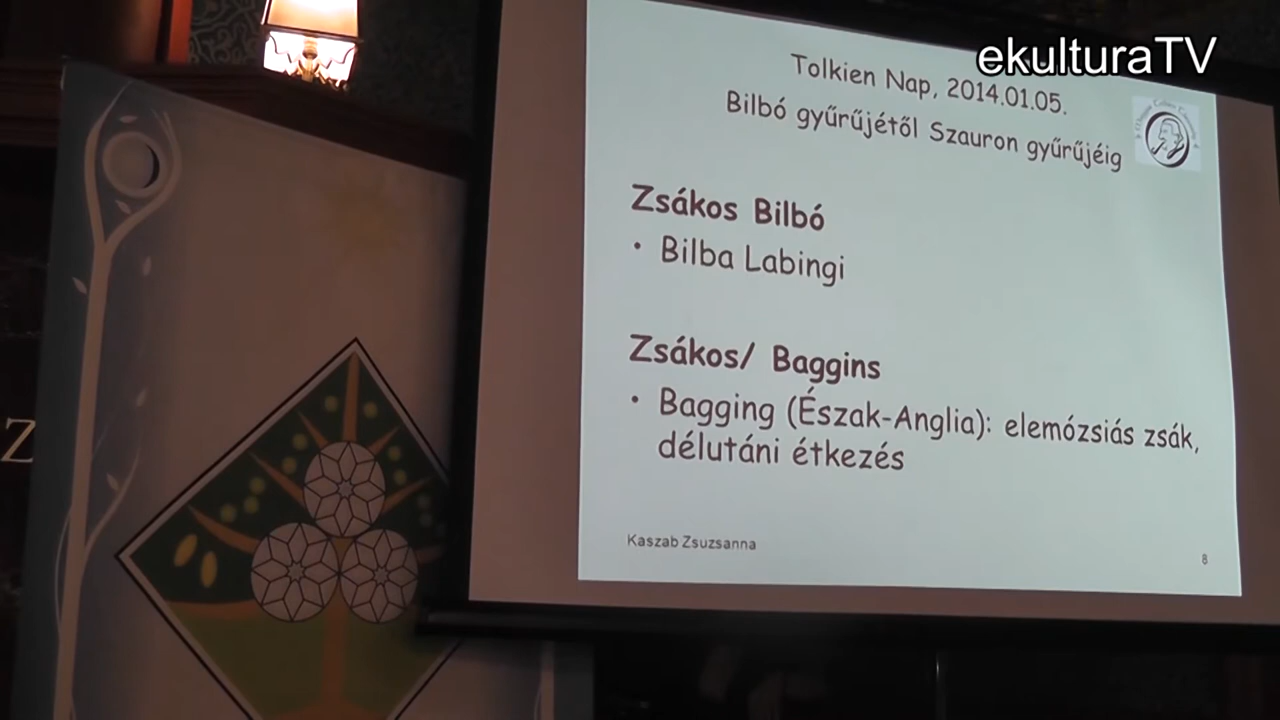 ekulturaTV
Tolkien Nap, 2014.01.05.
Bilbó gyűrűjétől Szauron gyűrűjéig
Zsákos Bilbó
• Bilba Labingi
Zsákos/ Baggins
• Bagging (Észak-Anglia): elemózsiás zsák,
délutáni étkezés
Kaszab Zsuzsanna
8
Z